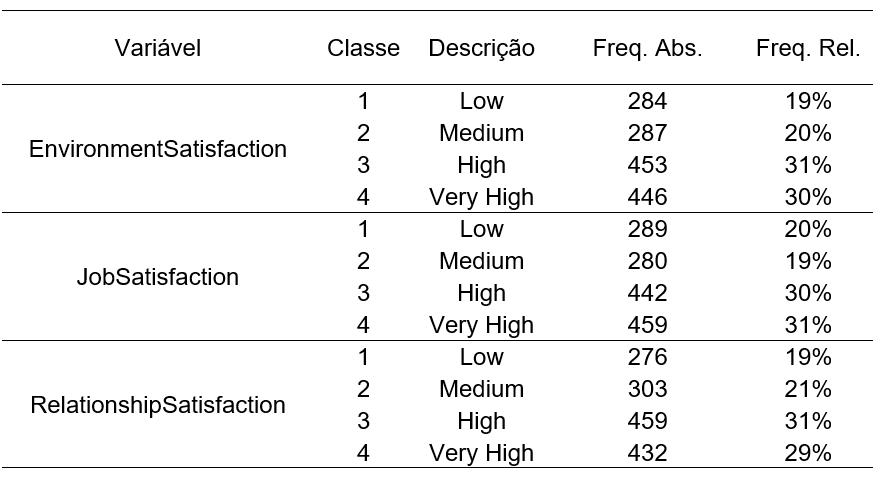 Variável Classe Descrição Freq. Abs. Freq. Rel.
1 Low 284 19%
2 Medium 287 20%
EnvironmentSatisfaction
3 High 453 31%
4 Very High 446 30%
1 Low 289 20%
2 Medium 280 19%
JobSatisfaction
3 High 442 30%
4 Very High 459 31%
1 Low 276 19%
2 Medium 303 21%
RelationshipSatisfaction
3 High 459 31%
4 Very High 432 29%